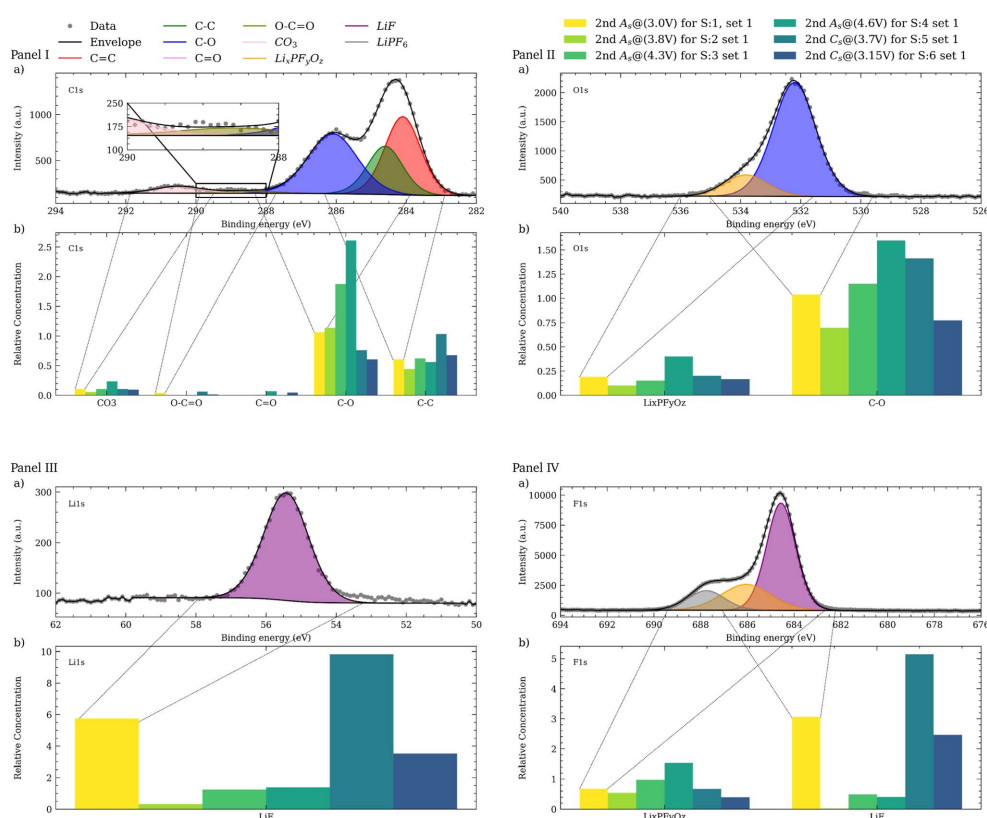 Data
Envelope
C=C
C-C
C-O
C=O
O-C=O
CO3
LixPFyOz
LiF
LiPF6
2nd As@(3.0V) for S:1, set 1
2nd As@(3.8V) for S:2 set 1
2nd As@(4.3V) for S:3 set 1
2nd As@(4.6V) for S:4 set 1
2nd Cs@(3.7V) for S:5 set 1
2nd Cs@(3.15V) for S:6 set 1
Panel I
a)
C1s
Intensity (a.u.)
1000
500
250
175
100
290
288
294
292
290
288
286
284
282
Binding energy (eV)
b)
C1s
Relative Concentration
2.5
2.0
1.5
1.0
0.5
0.0
CO3
O-C=O
C=O
C-O
C-C
Panel II
a)
O1s
Intensity (a.u.)
2000
1500
1000
500
540
538
536
534
532
530
528
526
Binding energy (eV)
b)
O1s
Relative Concentration
1.50
1.25
1.00
0.75
0.50
0.25
0.00
LixPFyOz
C-O
Panel III
a)
Li1s
Intensity (a.u.)
300
200
100
62
60
58
56
54
52
50
Binding energy (eV)
b)
Li1s
Relative Concentration
10
8
6
4
2
0
LiF
Panel IV
a)
F1s
Intensity (a.u.)
10000
7500
5000
2500
0
694
692
690
688
686
684
682
680
678
676
Binding energy (eV)
b)
F1s
Relative Concentration
5
4
3
2
1
0
LixPFyOz
LiF